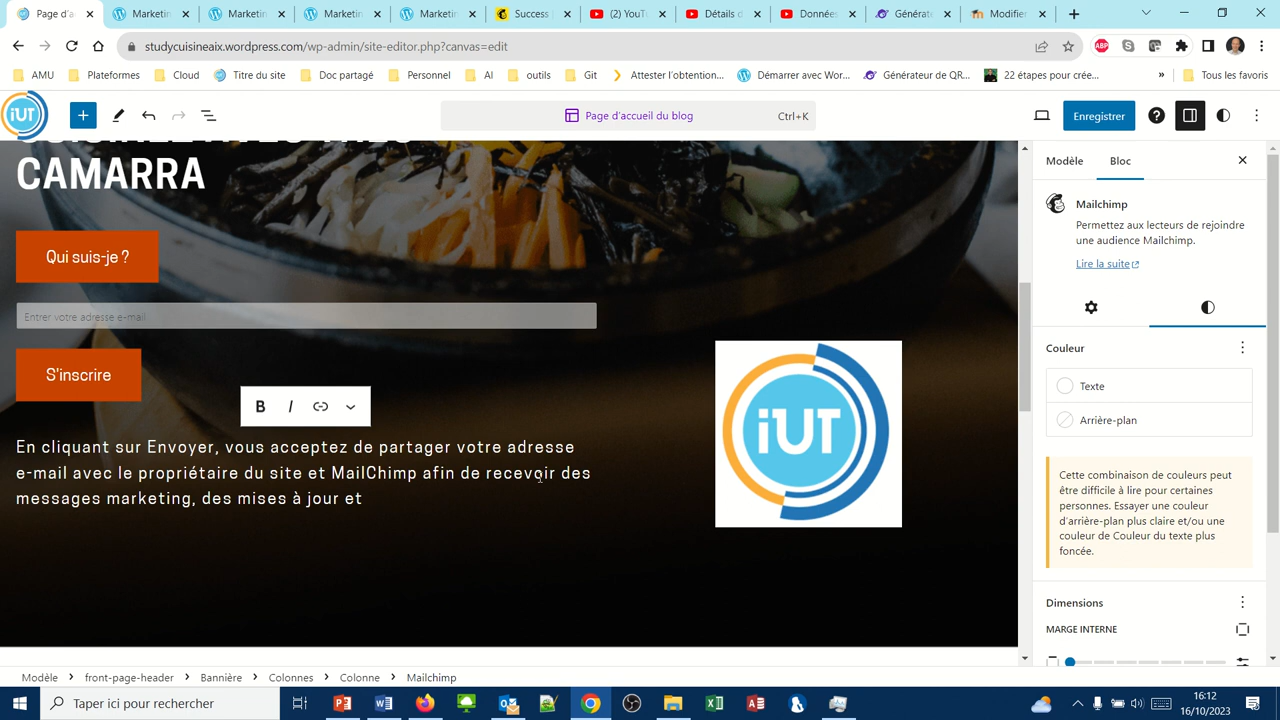 Page d'a
Marketin
Marketin
Marketin
Marketin
Success
(2) YouT
Détails d
Données
Générate
Modifier
studycuisineaix.wordpress.com/wp-admin/site-editor.php?canvas=edit
ABP
AMU
Plateformes
Cloud
Titre du site
Doc partagé
Personnel
AI
outils
Git
Attester l'obtention...
Démarrer avec Wor...
Générateur de QR...
22 étapes pour crée...
»
Tous les favoris
iUT
Page d'accueil du blog
Ctrl+K
Enregistrer
CAMARRA
Qui suis-je ?
Entrer votre adresse e-mail
S'inscrire
B I
En cliquant sur Envoyer, vous acceptez de partager votre adresse
e-mail avec le propriétaire du site et MailChimp afin de recevoir des
messages marketing, des mises à jour et
iUT
Modèle
Bloc
Mailchimp
Permettez aux lecteurs de rejoindre
une audience Mailchimp.
Lire la suite
Couleur
Texte
Arrière-plan
Cette combinaison de couleurs peut
être difficile à lire pour certaines
personnes. Essayer une couleur
d'arrière-plan plus claire et/ou une
couleur de Couleur du texte plus
foncée.
Dimensions
MARGE INTERNE
Modèle > front-page-header > Bannière > Colonnes > Colonne > Mailchimp
Taper ici pour rechercher
16:12
16/10/2023